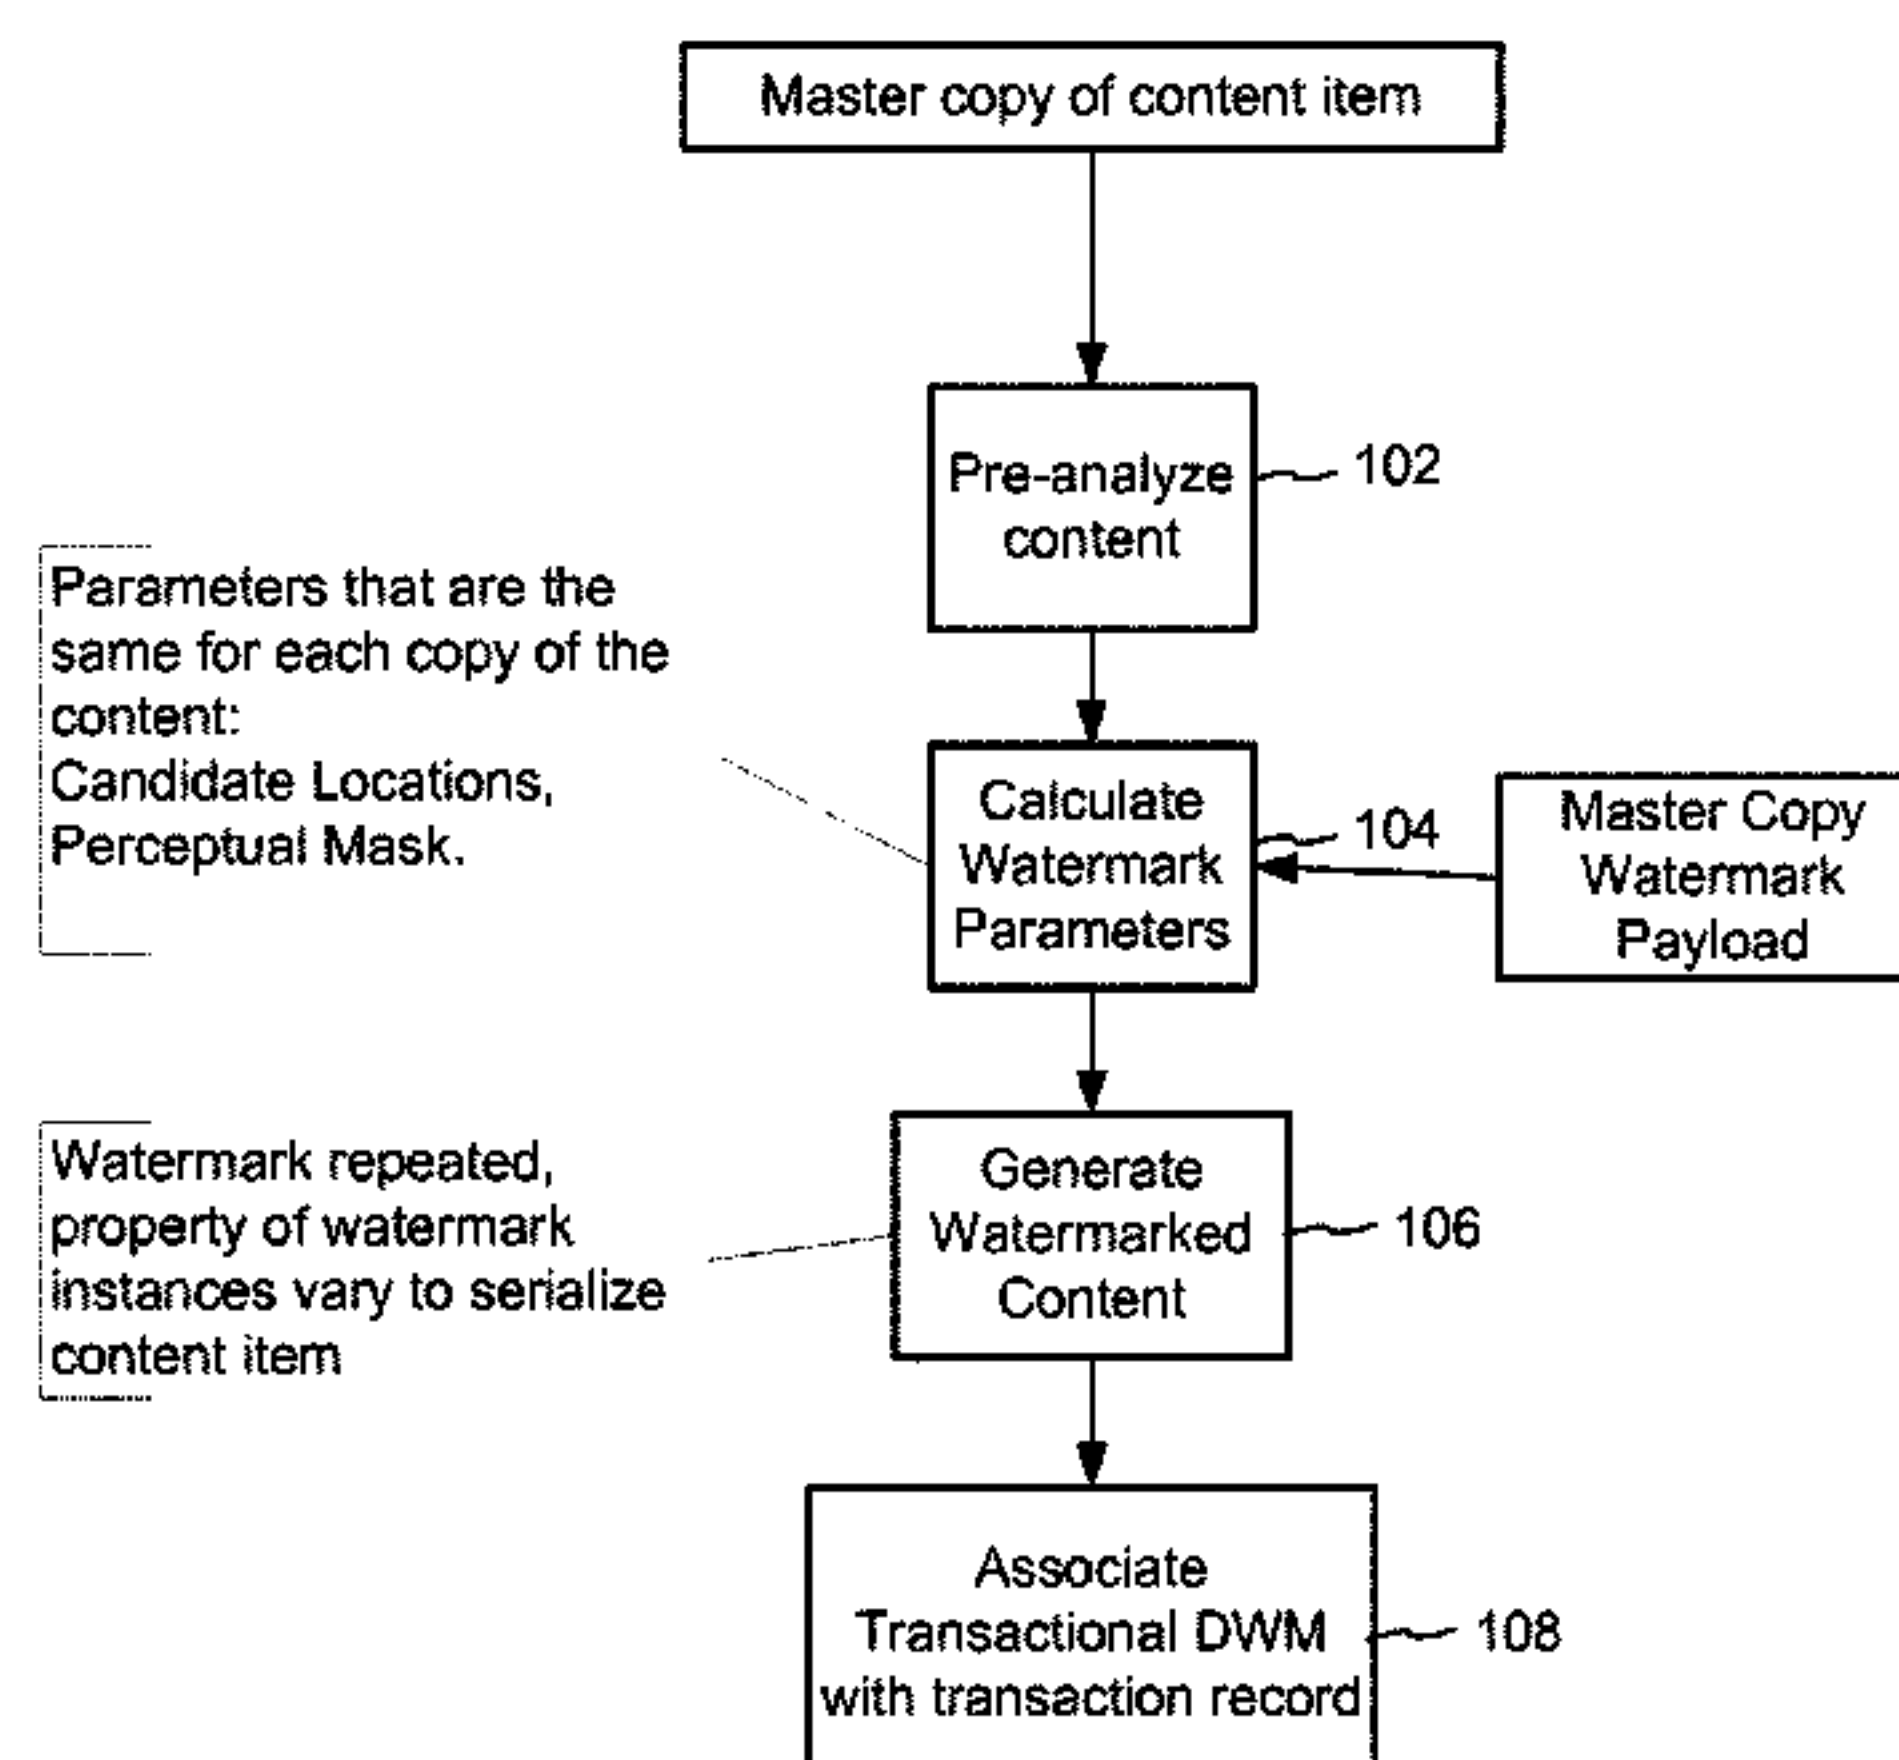 Master copy of content item
Pre-analyze
content
102
Parameters that are the
same for each copy of the
content:
Candidate Locations,
Perceptual Mask.
Calculate
Watermark
Parameters
104
Master Copy
Watermark
Payload
Watermark repeated,
property of watermark
instances vary to serialize
content item
Generate
Watermarked
Content
106
Associate
Transactional DWM
with transaction record
108